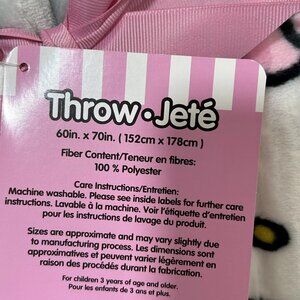 Throw • Jeté
60in. x 70in. ( 152cm x 178cm )
Fiber Content/Teneur en fibres:
100 % Polyester
Care Instructions/Entretien:
Machine washable. Please see inside labels for further care
instructions. Lavable à la machine. Voir l'étiquette d'entretien
pour les instructions de lavage du produit.
Sizes are approximate and may vary slightly due
to manufacturing process. Les dimensions sont
approximatives et peuvent varier légèrement en
raison des procédés durant la fabrication.
For children 3 years of age and older.
Pour les enfants de 3 ans et plus.